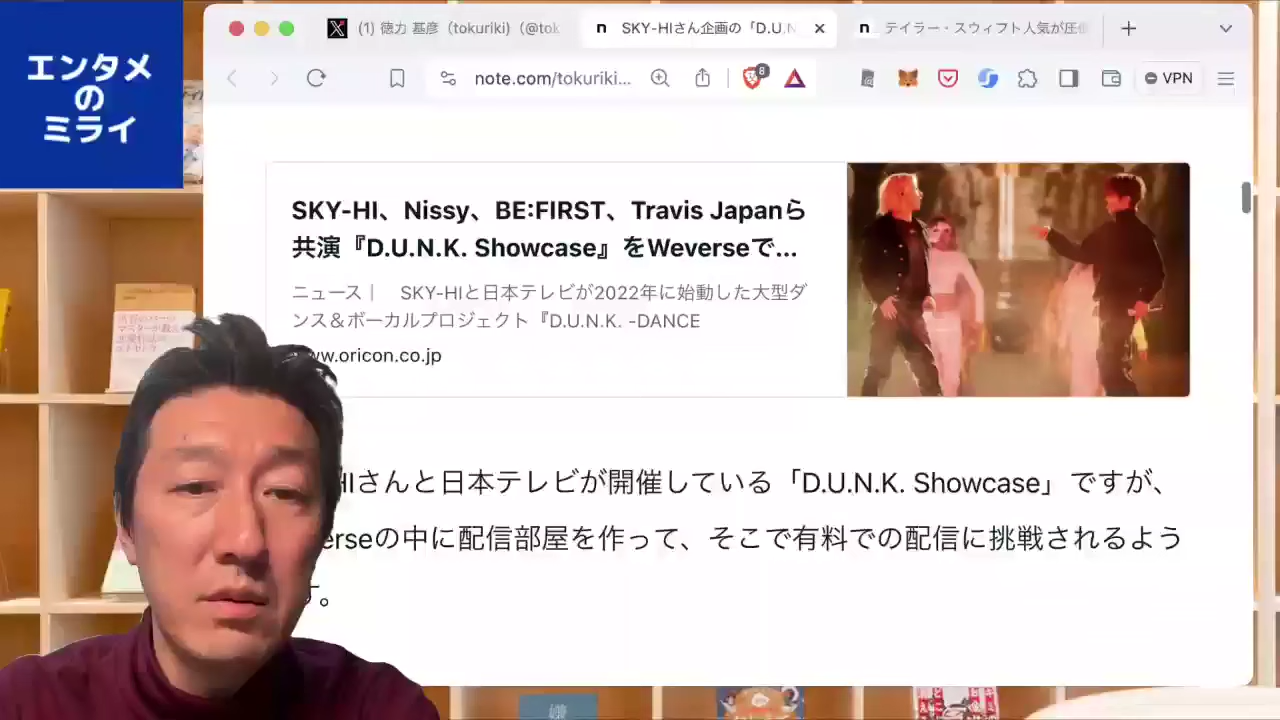 エンタメ
の
ミライ
(1) 徳力 基彦（tokuriki）(@tok
SKY-HIさん企画の「D.U.N
テイラー・スウィフト人気が圧倒
note.com/tokuriki...
8
VPN
SKY-HI、Nissy、BE:FIRST、Travis Japanら
共演『D.U.N.K. Showcase』をWeverseで...
ニュース｜ SKY-HIと日本テレビが2022年に始動した大型ダ
ンス＆ボーカルプロジェクト『D.U.N.K. -DANCE
www.oricon.co.jp
HIさんと日本テレビが開催している「D.U.N.K. Showcase」ですが、
erseの中に配信部屋を作って、そこで有料での配信に挑戦されるよう
す。